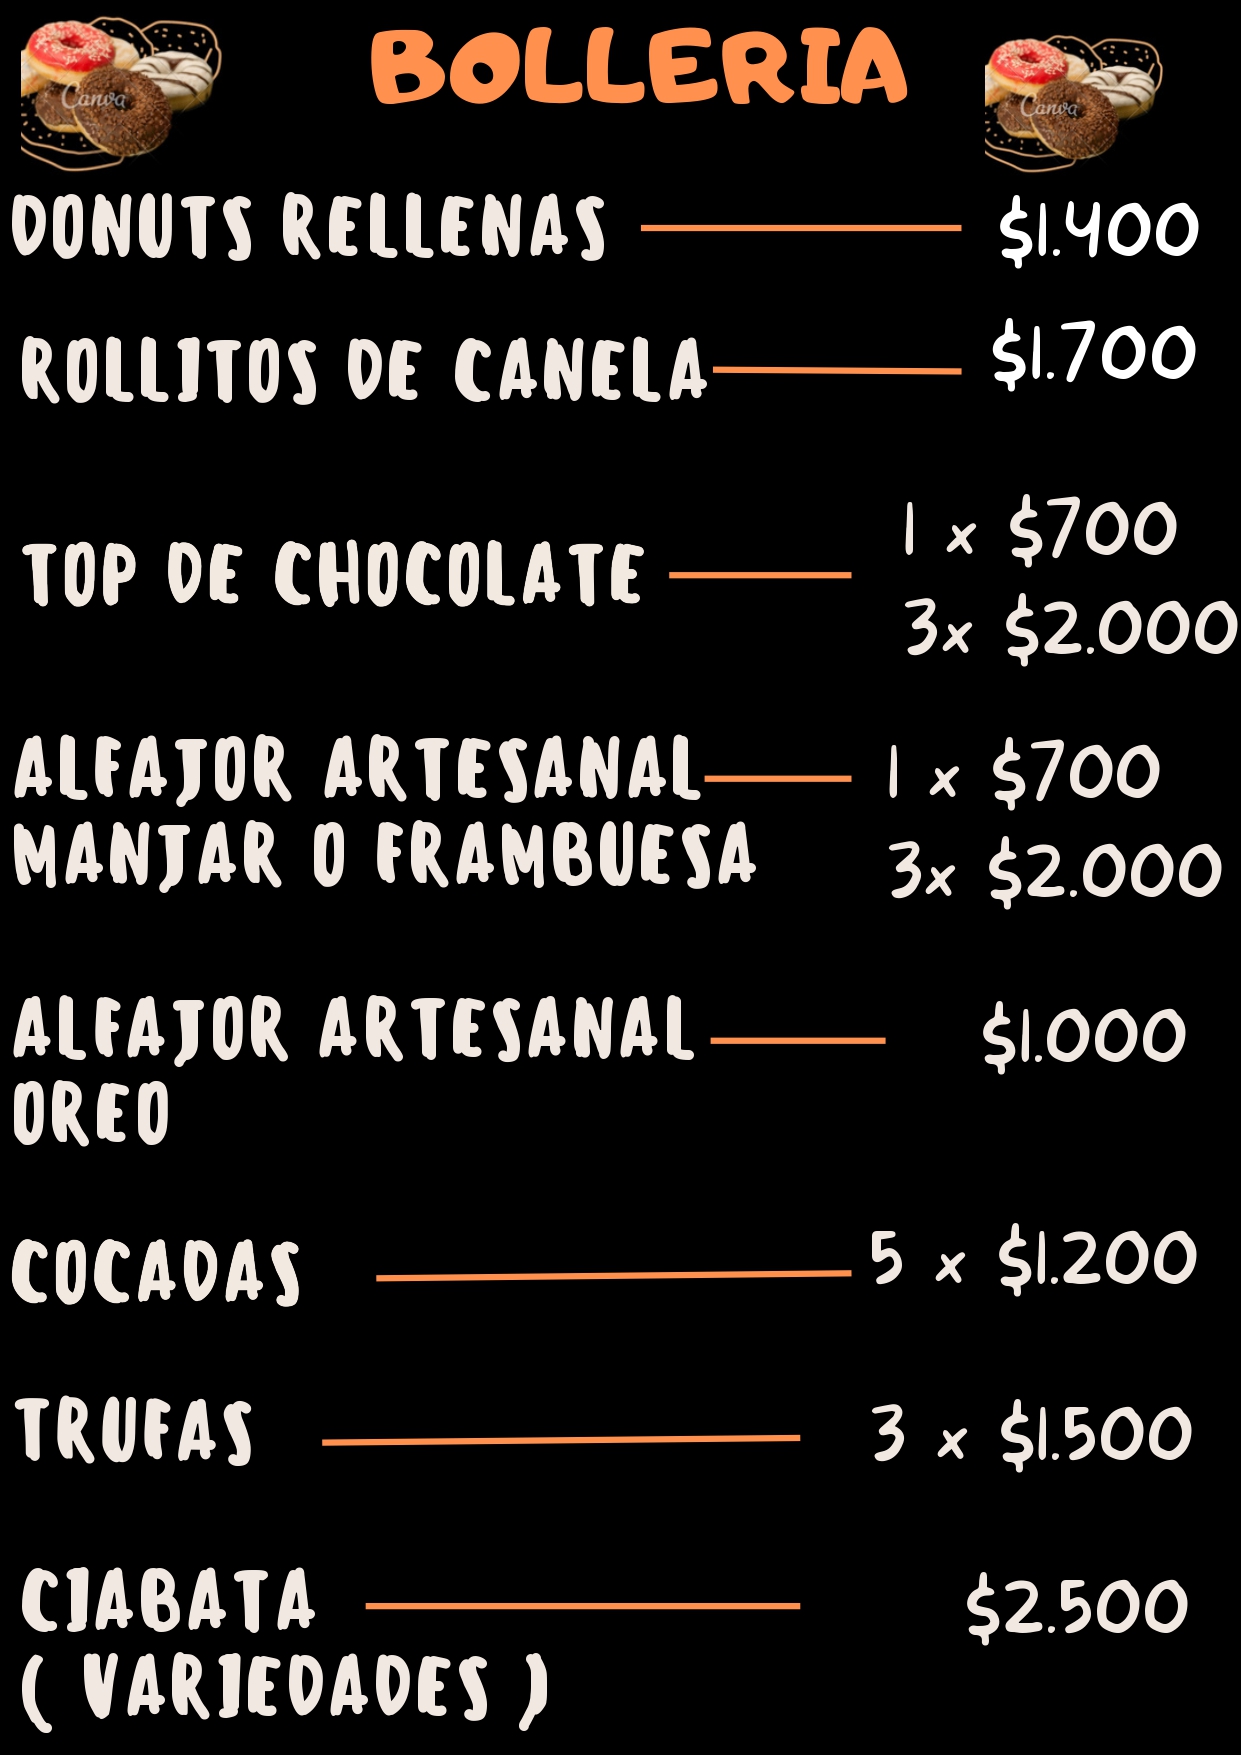 BOLLERIA
Canva
Canva
DONUTS RELLENAS $1.400
ROLLITOS DE CANELA $1.700
TOP DE CHOCOLATE
1 x $700
3x $2.000
ALFAJOR ARTESANAL 1 x $700
MANJAR O FRAMBUESA 3x $2.000
ALFAJOR ARTESANAL $1.000
OREO
COCADAS 5 x $1.200
TRUFAS 3 x $1.500
CIABATA $2.500
( VARIEDADES )